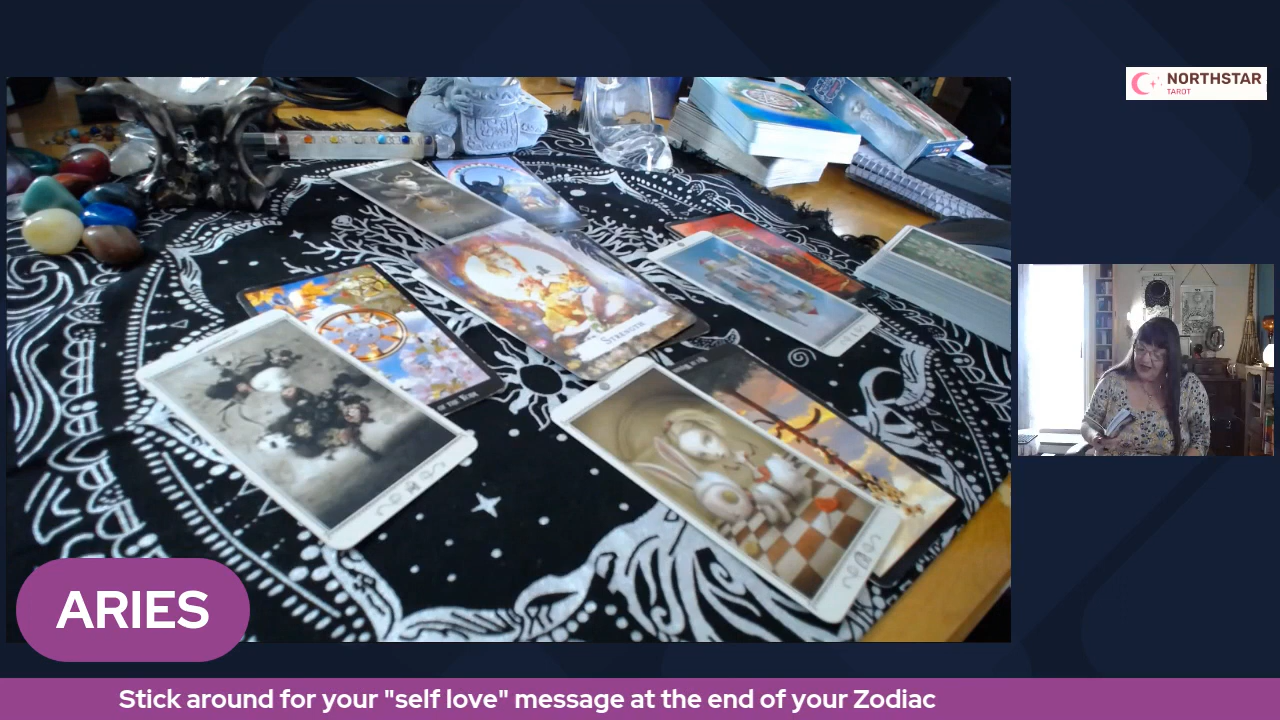 NORTHSTAR
TAROT
STRENGTH
ARIES
Stick around for your "self love" message at the end of your Zodiac